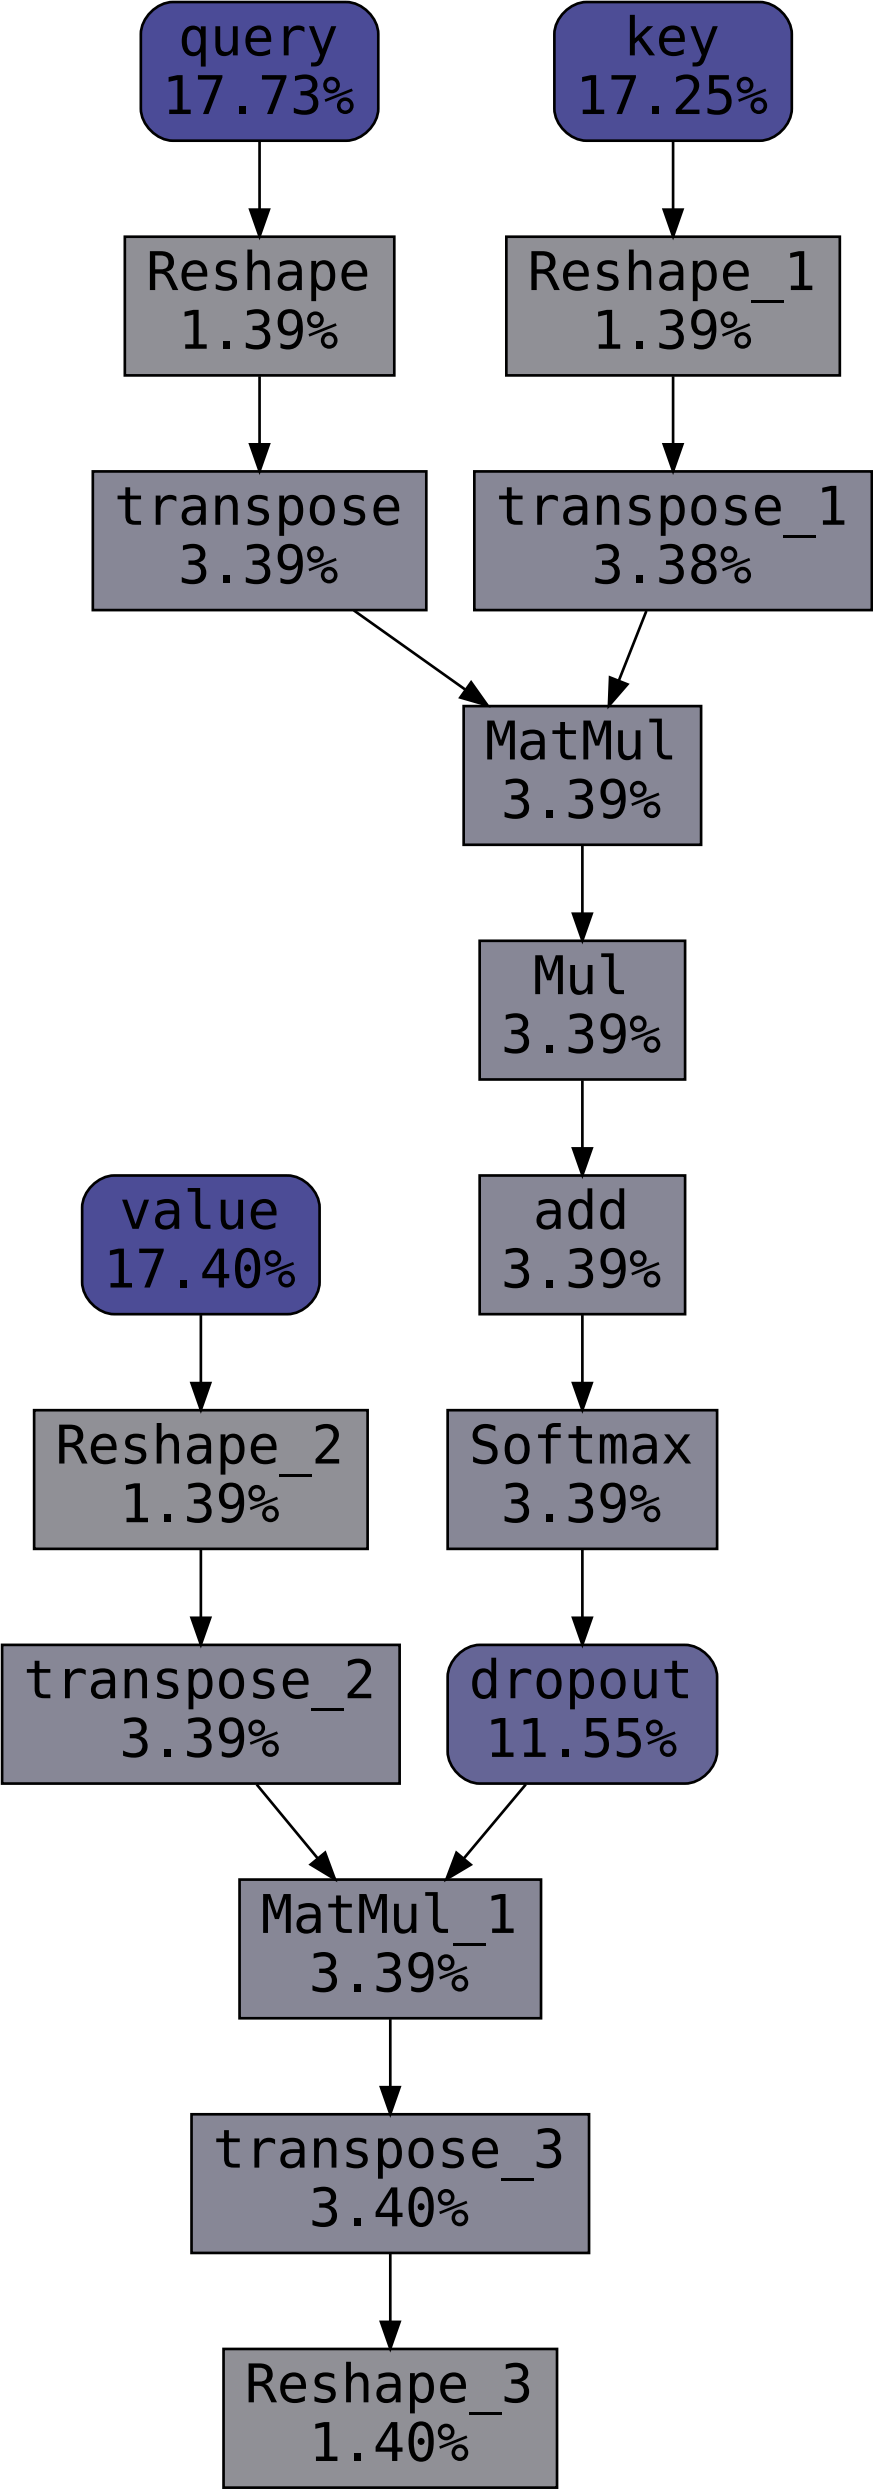 query
17.73%
key
17.25%
Reshape
1.39%
Reshape_1
1.39%
transpose
3.39%
transpose_1
3.38%
MatMul
3.39%
Mul
3.39%
add
3.39%
value
17.40%
Softmax
3.39%
Reshape_2
1.39%
dropout
11.55%
transpose_2
3.39%
MatMul_1
3.39%
transpose_3
3.40%
Reshape_3
1.40%